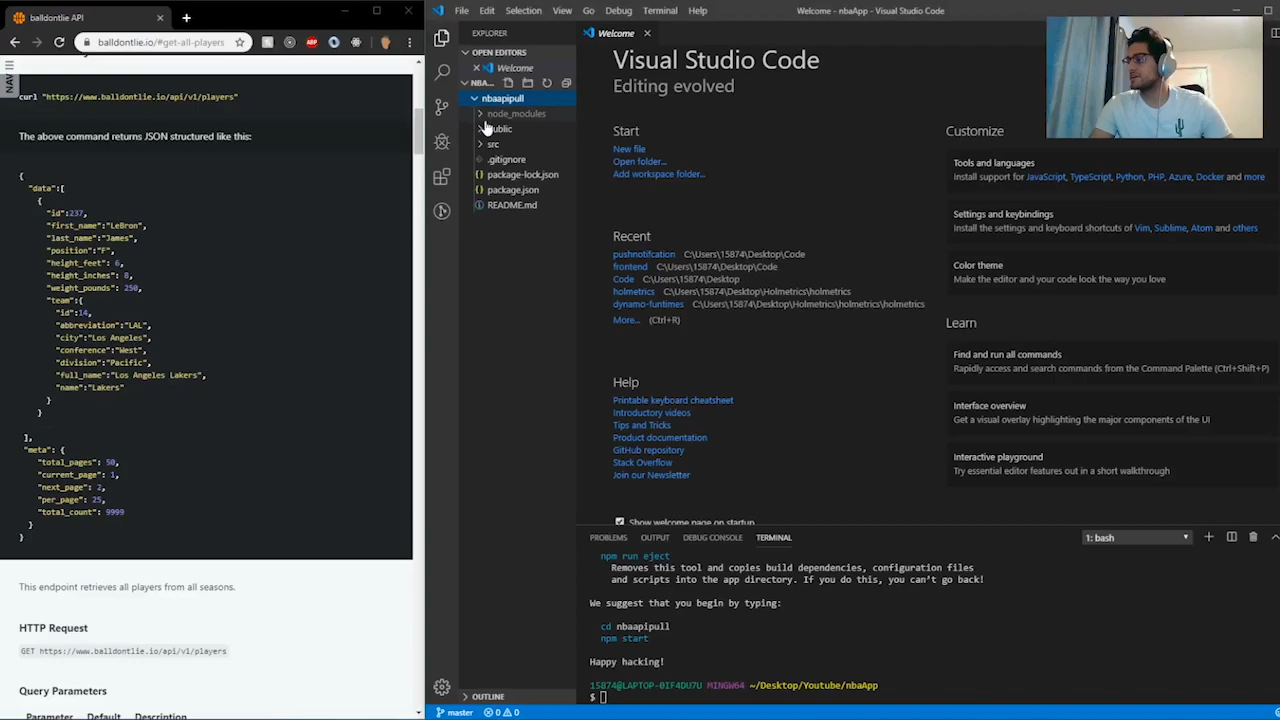 balldontlie API
balldontlie.io/#get-all-players
ABP
NAV
curl "https://www.balldontlie.io/api/v1/players"
The above command returns JSON structured like this:
{
"data":[
{
"id":237,
"first_name":"LeBron",
"last_name":"James",
"position":"F",
"height_feet": 6,
"height_inches": 8,
"weight_pounds": 250,
"team":{
"id":14,
"abbreviation":"LAL",
"city":"Los Angeles",
"conference":"West",
"division":"Pacific",
"full_name":"Los Angeles Lakers",
"name":"Lakers"
}
}
],
"meta": {
"total_pages": 50,
"current_page": 1,
"next_page": 2,
"per_page": 25,
"total_count": 9999
}
}
This endpoint retrieves all players from all seasons.
HTTP Request
GET https://www.balldontlie.io/api/v1/players
Query Parameters
Parameter Default Description
File Edit Selection View Go Debug Terminal Help
Welcome - nbaApp - Visual Studio Code
EXPLORER
OPEN EDITORS
Welcome
NBA...
nbaapipull
node_modules
public
src
.gitignore
package-lock.json
package.json
README.md
OUTLINE
Welcome
Visual Studio Code
Editing evolved
Start
New file
Open folder...
Add workspace folder...
Recent
pushnotifcation C:\Users\15874\Desktop\Code
frontend C:\Users\15874\Desktop\Code
Code C:\Users\15874\Desktop
holmetrics C:\Users\15874\Desktop\Holmetrics\holmetrics
dynamo-funtimes C:\Users\15874\Desktop\Holmetrics\holmetrics
More... (Ctrl+R)
Help
Printable keyboard cheatsheet
Introductory videos
Tips and Tricks
Product documentation
GitHub repository
Stack Overflow
Join our Newsletter
Show welcome page on startup
Customize
Tools and languages
Install support for JavaScript, TypeScript, Python, PHP, Azure, Docker and more
Settings and keybindings
Install the settings and keyboard shortcuts of Vim, Sublime, Atom and others
Color theme
Make the editor and your code look the way you love
Learn
Find and run all commands
Rapidly access and search commands from the Command Palette (Ctrl+Shift+P)
Interface overview
Get a visual overlay highlighting the major components of the UI
Interactive playground
Try essential editor features out in a short walkthrough
PROBLEMS OUTPUT DEBUG CONSOLE TERMINAL
1: bash
npm run eject
Removes this tool and copies build dependencies, configuration files
and scripts into the app directory. If you do this, you can't go back!
We suggest that you begin by typing:
cd nbaapipull
npm start
Happy hacking!
15874@LAPTOP-0IF4DU7U MINGW64 ~/Desktop/Youtube/nbaApp
$
master 0 0